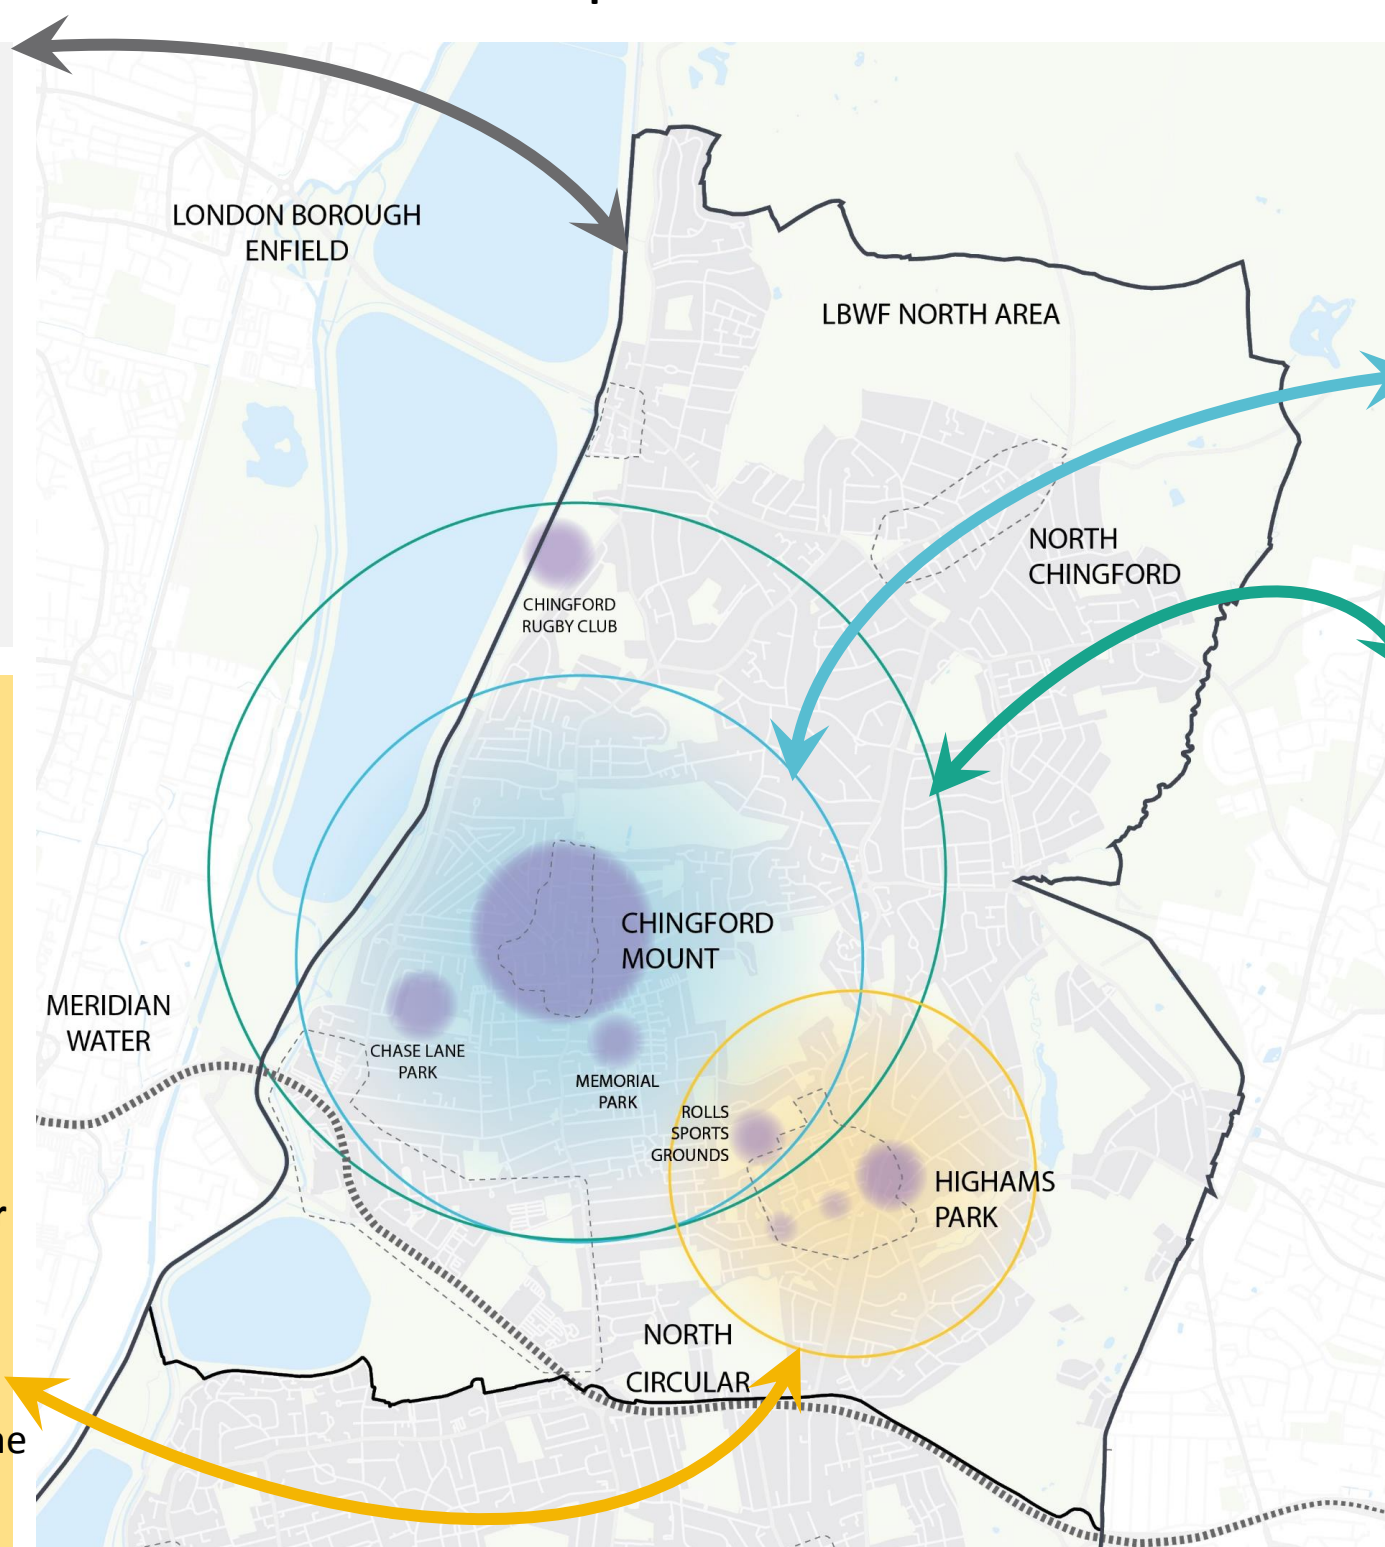 LONDON BOROUGH
ENFIELD
LBWF NORTH AREA
NORTH
CHINGFORD
CHINGFORD
RUGBY CLUB
CHINGFORD
MOUNT
MERIDIAN
WATER
CHASE LANE
PARK
MEMORIAL
PARK
ROLLS
SPORTS
GROUNDS
HIGHAMS
PARK
NORTH
CIRCULAR